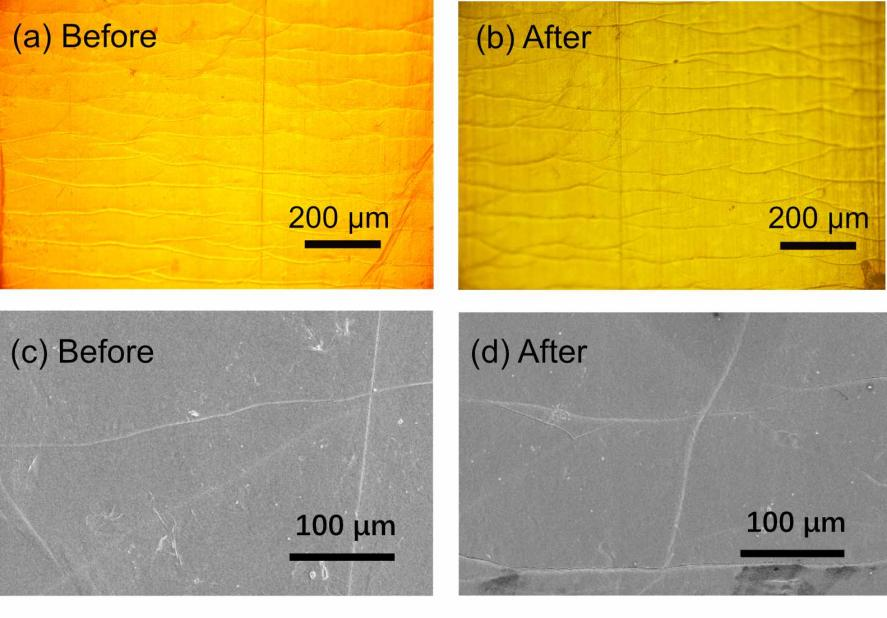 (a) Before
(b) After
200 μm
200 μm
(c) Before
(d) After
100 μm
100 μm